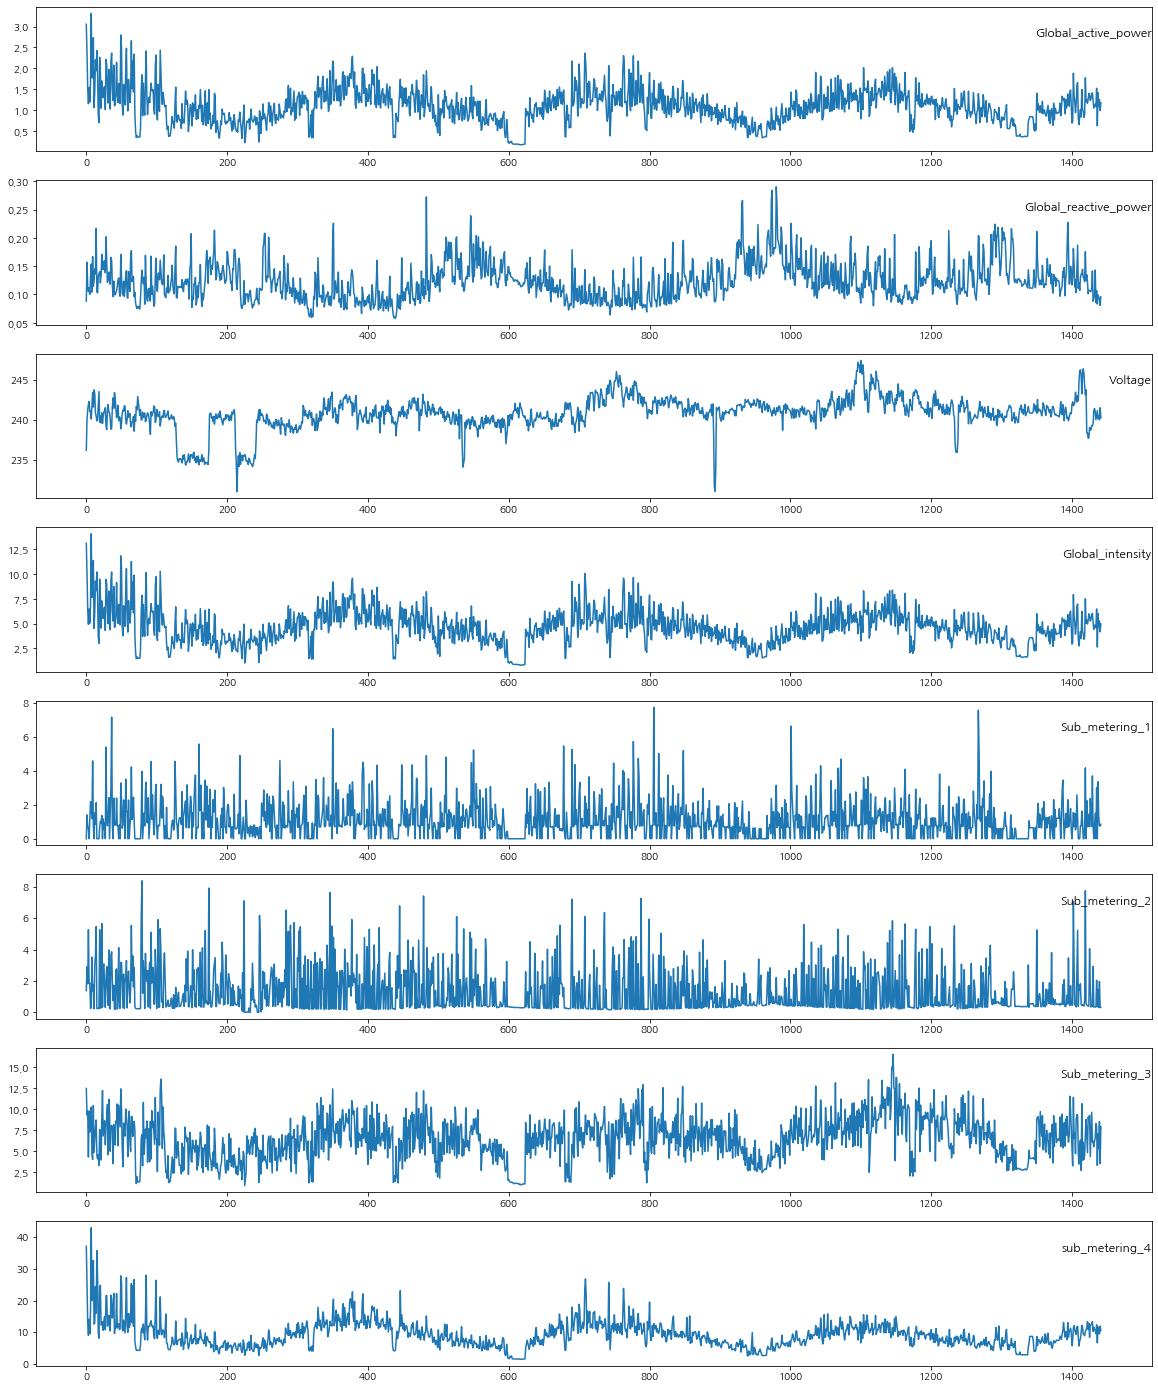 3,0
2,5
2,0
1,5
1,0
0,5
Global_active_power
0 200 400 600 800 1000 1200 1400
0,30
0,25
0,20
0,15
0,10
0,05
Global_reactive_power
0 200 400 600 800 1000 1200 1400
245
240
235
Voltage
0 200 400 600 800 1000 1200 1400
12,5
10,0
7,5
5,0
2,5
Global_intensity
0 200 400 600 800 1000 1200 1400
8
6
4
2
0
Sub_metering_1
0 200 400 600 800 1000 1200 1400
8
6
4
2
0
Sub_metering_2
0 200 400 600 800 1000 1200 1400
15,0
12,5
10,0
7,5
5,0
2,5
Sub_metering_3
0 200 400 600 800 1000 1200 1400
40
30
20
10
0
sub_metering_4
0 200 400 600 800 1000 1200 1400